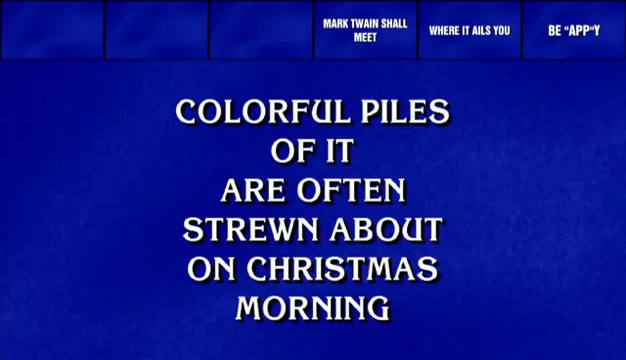 MARK TWAIN SHALL
MEET
WHERE IT AILS YOU
BE "APP"Y
COLORFUL PILES
OF IT
ARE OFTEN
STREWN ABOUT
ON CHRISTMAS
MORNING